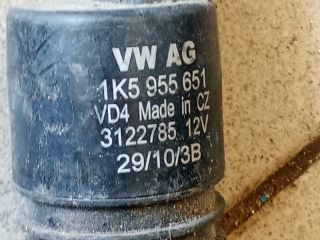 VW AG
1K5 955 651
VD4 Made in CZ
3122785 12V
29/10/3B